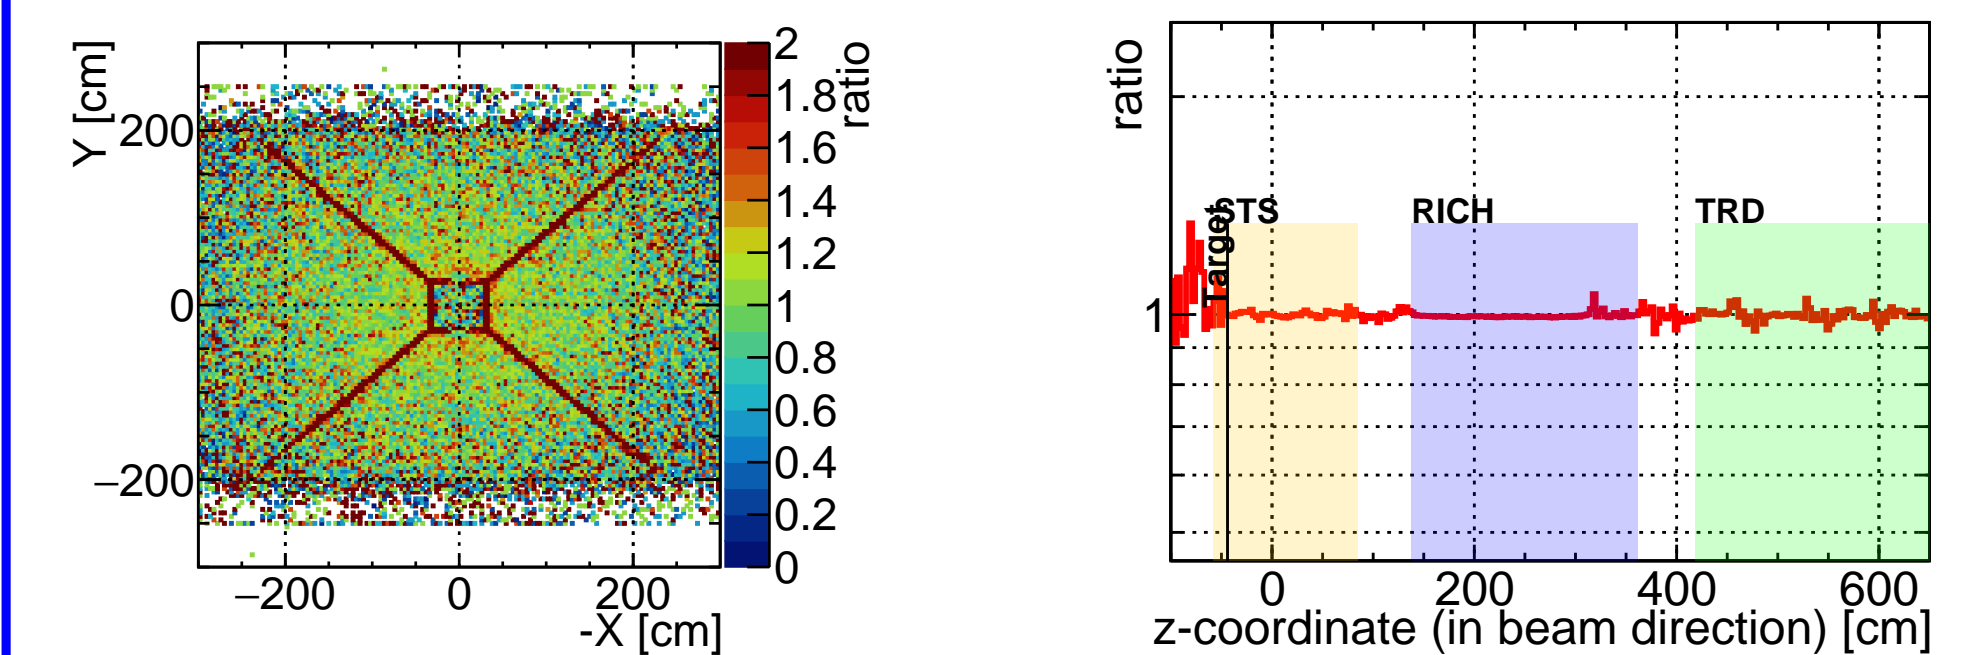 Y [cm]
200
0
−200
−200
0
200
-X [cm]
2
1.8
1.6
1.4
1.2
1
0.8
0.6
0.4
0.2
0
ratio
ratio
1
Target
STS
RICH
TRD
0
200
400
600
z-coordinate (in beam direction) [cm]